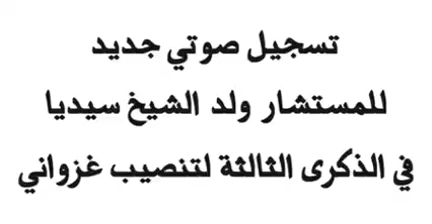 تسجيل صوتي جديد
للمستشار ولد الشيخ سيديا
في الذكرى الثالثة لتنصيب غزواني